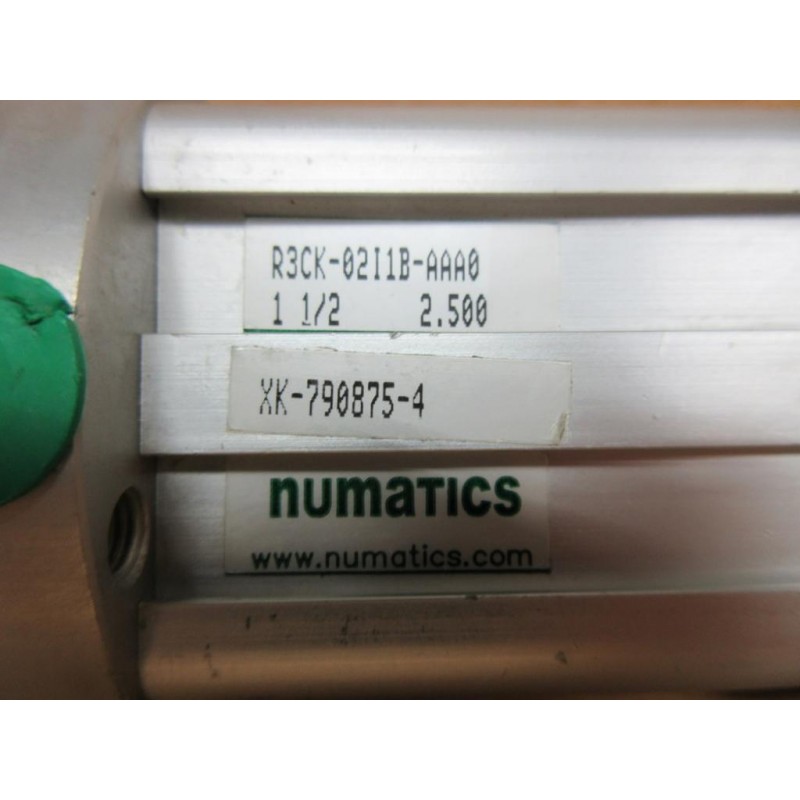 R3CK-02I1B-AAA0
1 1/2 2.500
XK-790875-4
numatics
www.numatics.com